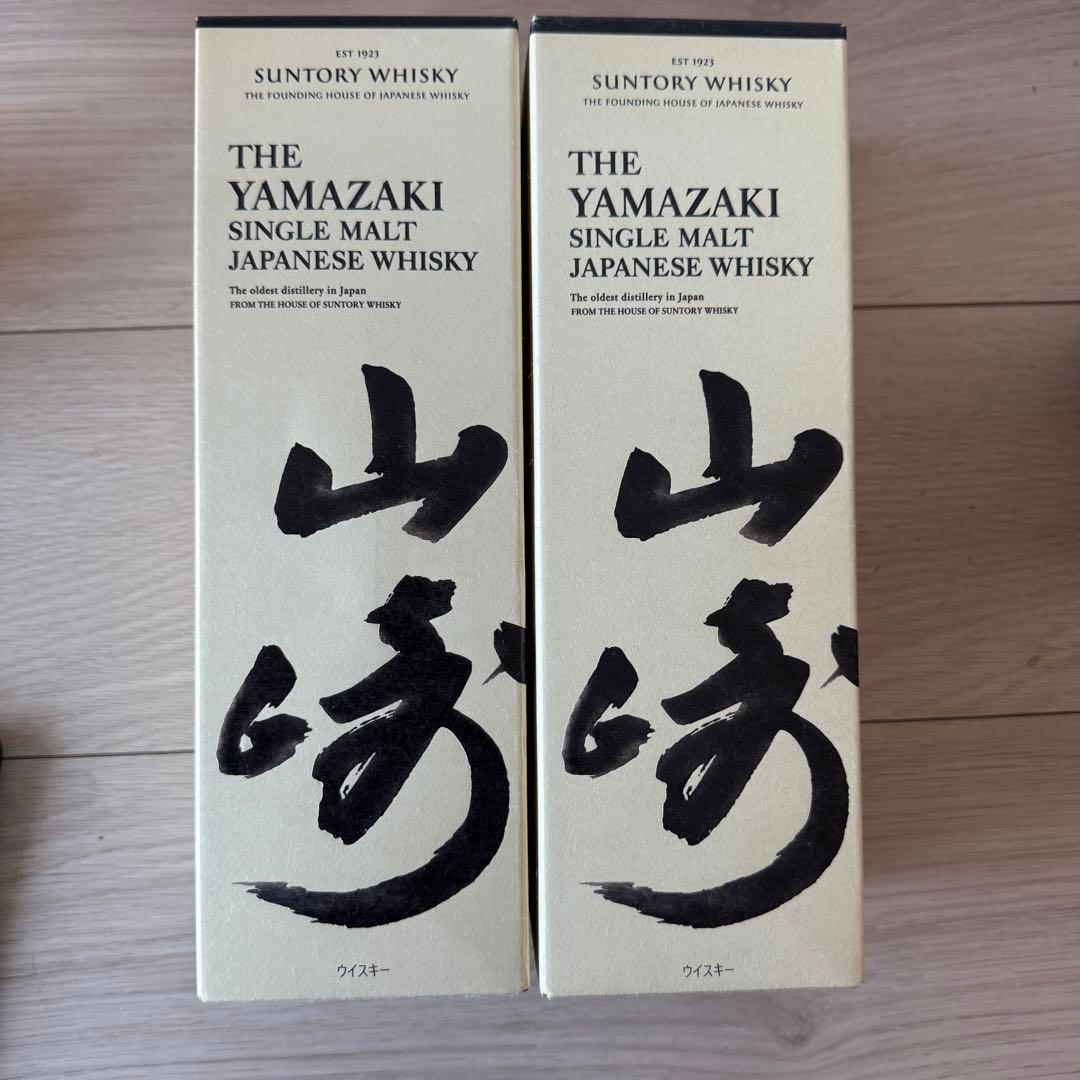 EST 1923
SUNTORY WHISKY
THE FOUNDING HOUSE OF JAPANESE WHISKY
THE
YAMAZAKI
SINGLE MALT
JAPANESE WHISKY
The oldest distillery in Japan
FROM THE HOUSE OF SUNTORY WHISKY
山
崎
ウイスキー
EST 1923
SUNTORY WHISKY
THE FOUNDING HOUSE OF JAPANESE WHISKY
THE
YAMAZAKI
SINGLE MALT
JAPANESE WHISKY
The oldest distillery in Japan
FROM THE HOUSE OF SUNTORY WHISKY
山
崎
ウイスキー